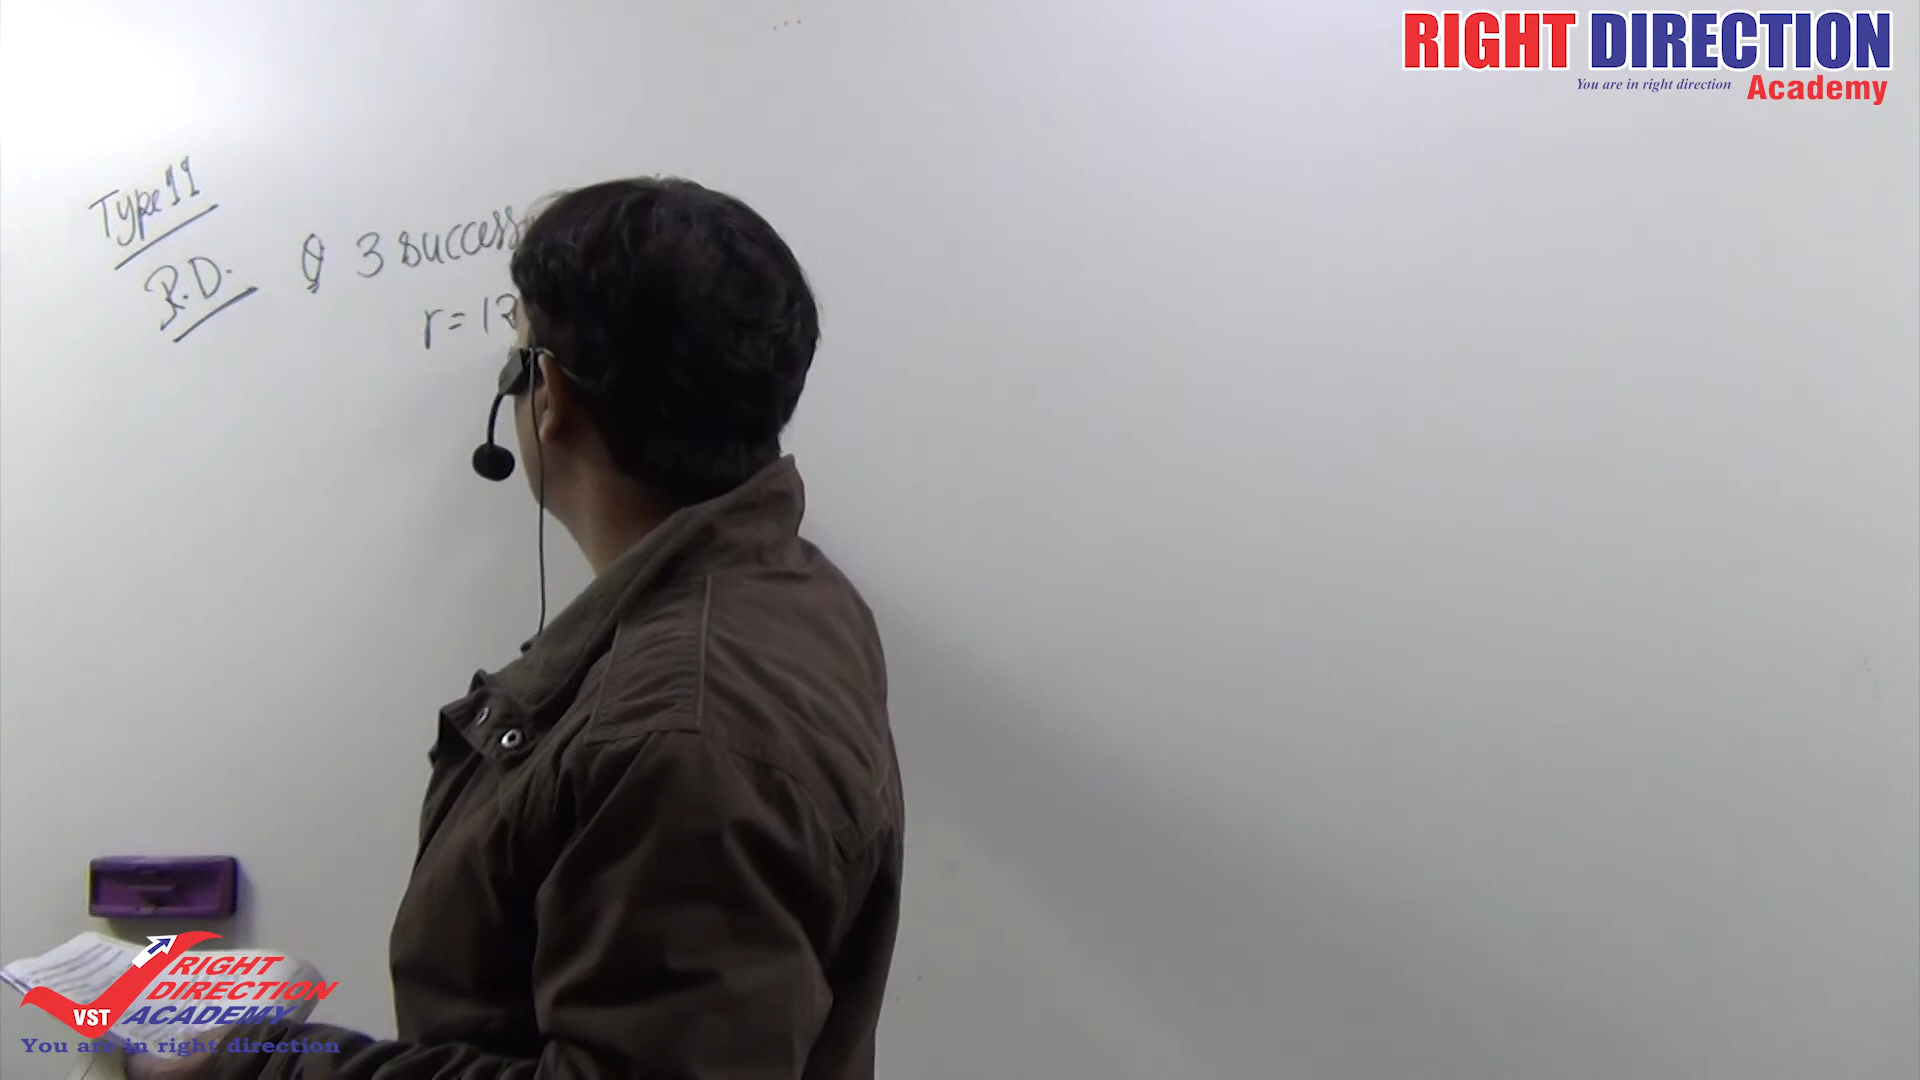 RIGHT DIRECTION
You are in right direction Academy
Type 11
R.D. Q 3 success
r = 12
RIGHT
DIRECTION
VST ACADEMY
You are in right direction